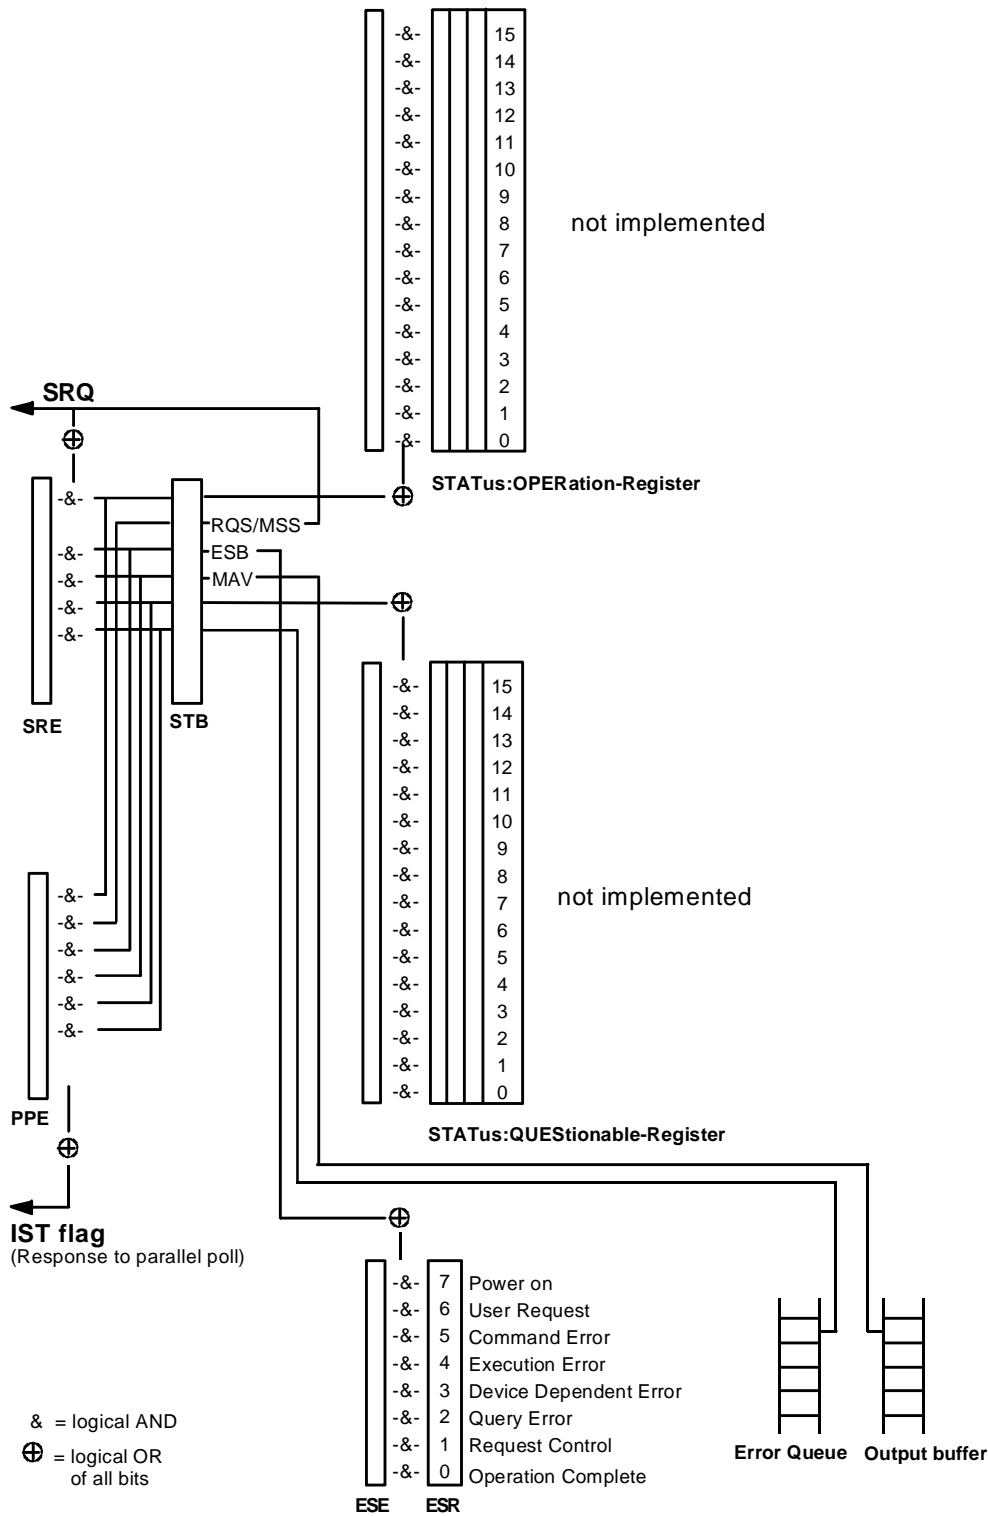 -&- 15
-&- 14
-&- 13
-&- 12
-&- 11
-&- 10
-&- 9
-&- 8
not implemented
-&- 7
-&- 6
-&- 5
-&- 4
-&- 3
-&- 2
-&- 1
-&- 0
STATus:OPERation-Register
SRQ
-&-
-&-
-&-
-&-
-&-
SRE
RQS/MSS
ESB
MAV
STB
-&- 15
-&- 14
-&- 13
-&- 12
-&- 11
-&- 10
-&- 9
-&- 8
-&- 7
not implemented
-&- 6
-&- 5
-&- 4
-&- 3
-&- 2
-&- 1
-&- 0
STATus:QUEStionable-Register
-&-
-&-
-&-
-&-
-&-
-&-
PPE
IST flag
(Response to parallel poll)
-&- 7 Power on
-&- 6 User Request
-&- 5 Command Error
-&- 4 Execution Error
-&- 3 Device Dependent Error
-&- 2 Query Error
-&- 1 Request Control
-&- 0 Operation Complete
ESE ESR
Error Queue
Output buffer
& = logical AND
⊕ = logical OR
of all bits